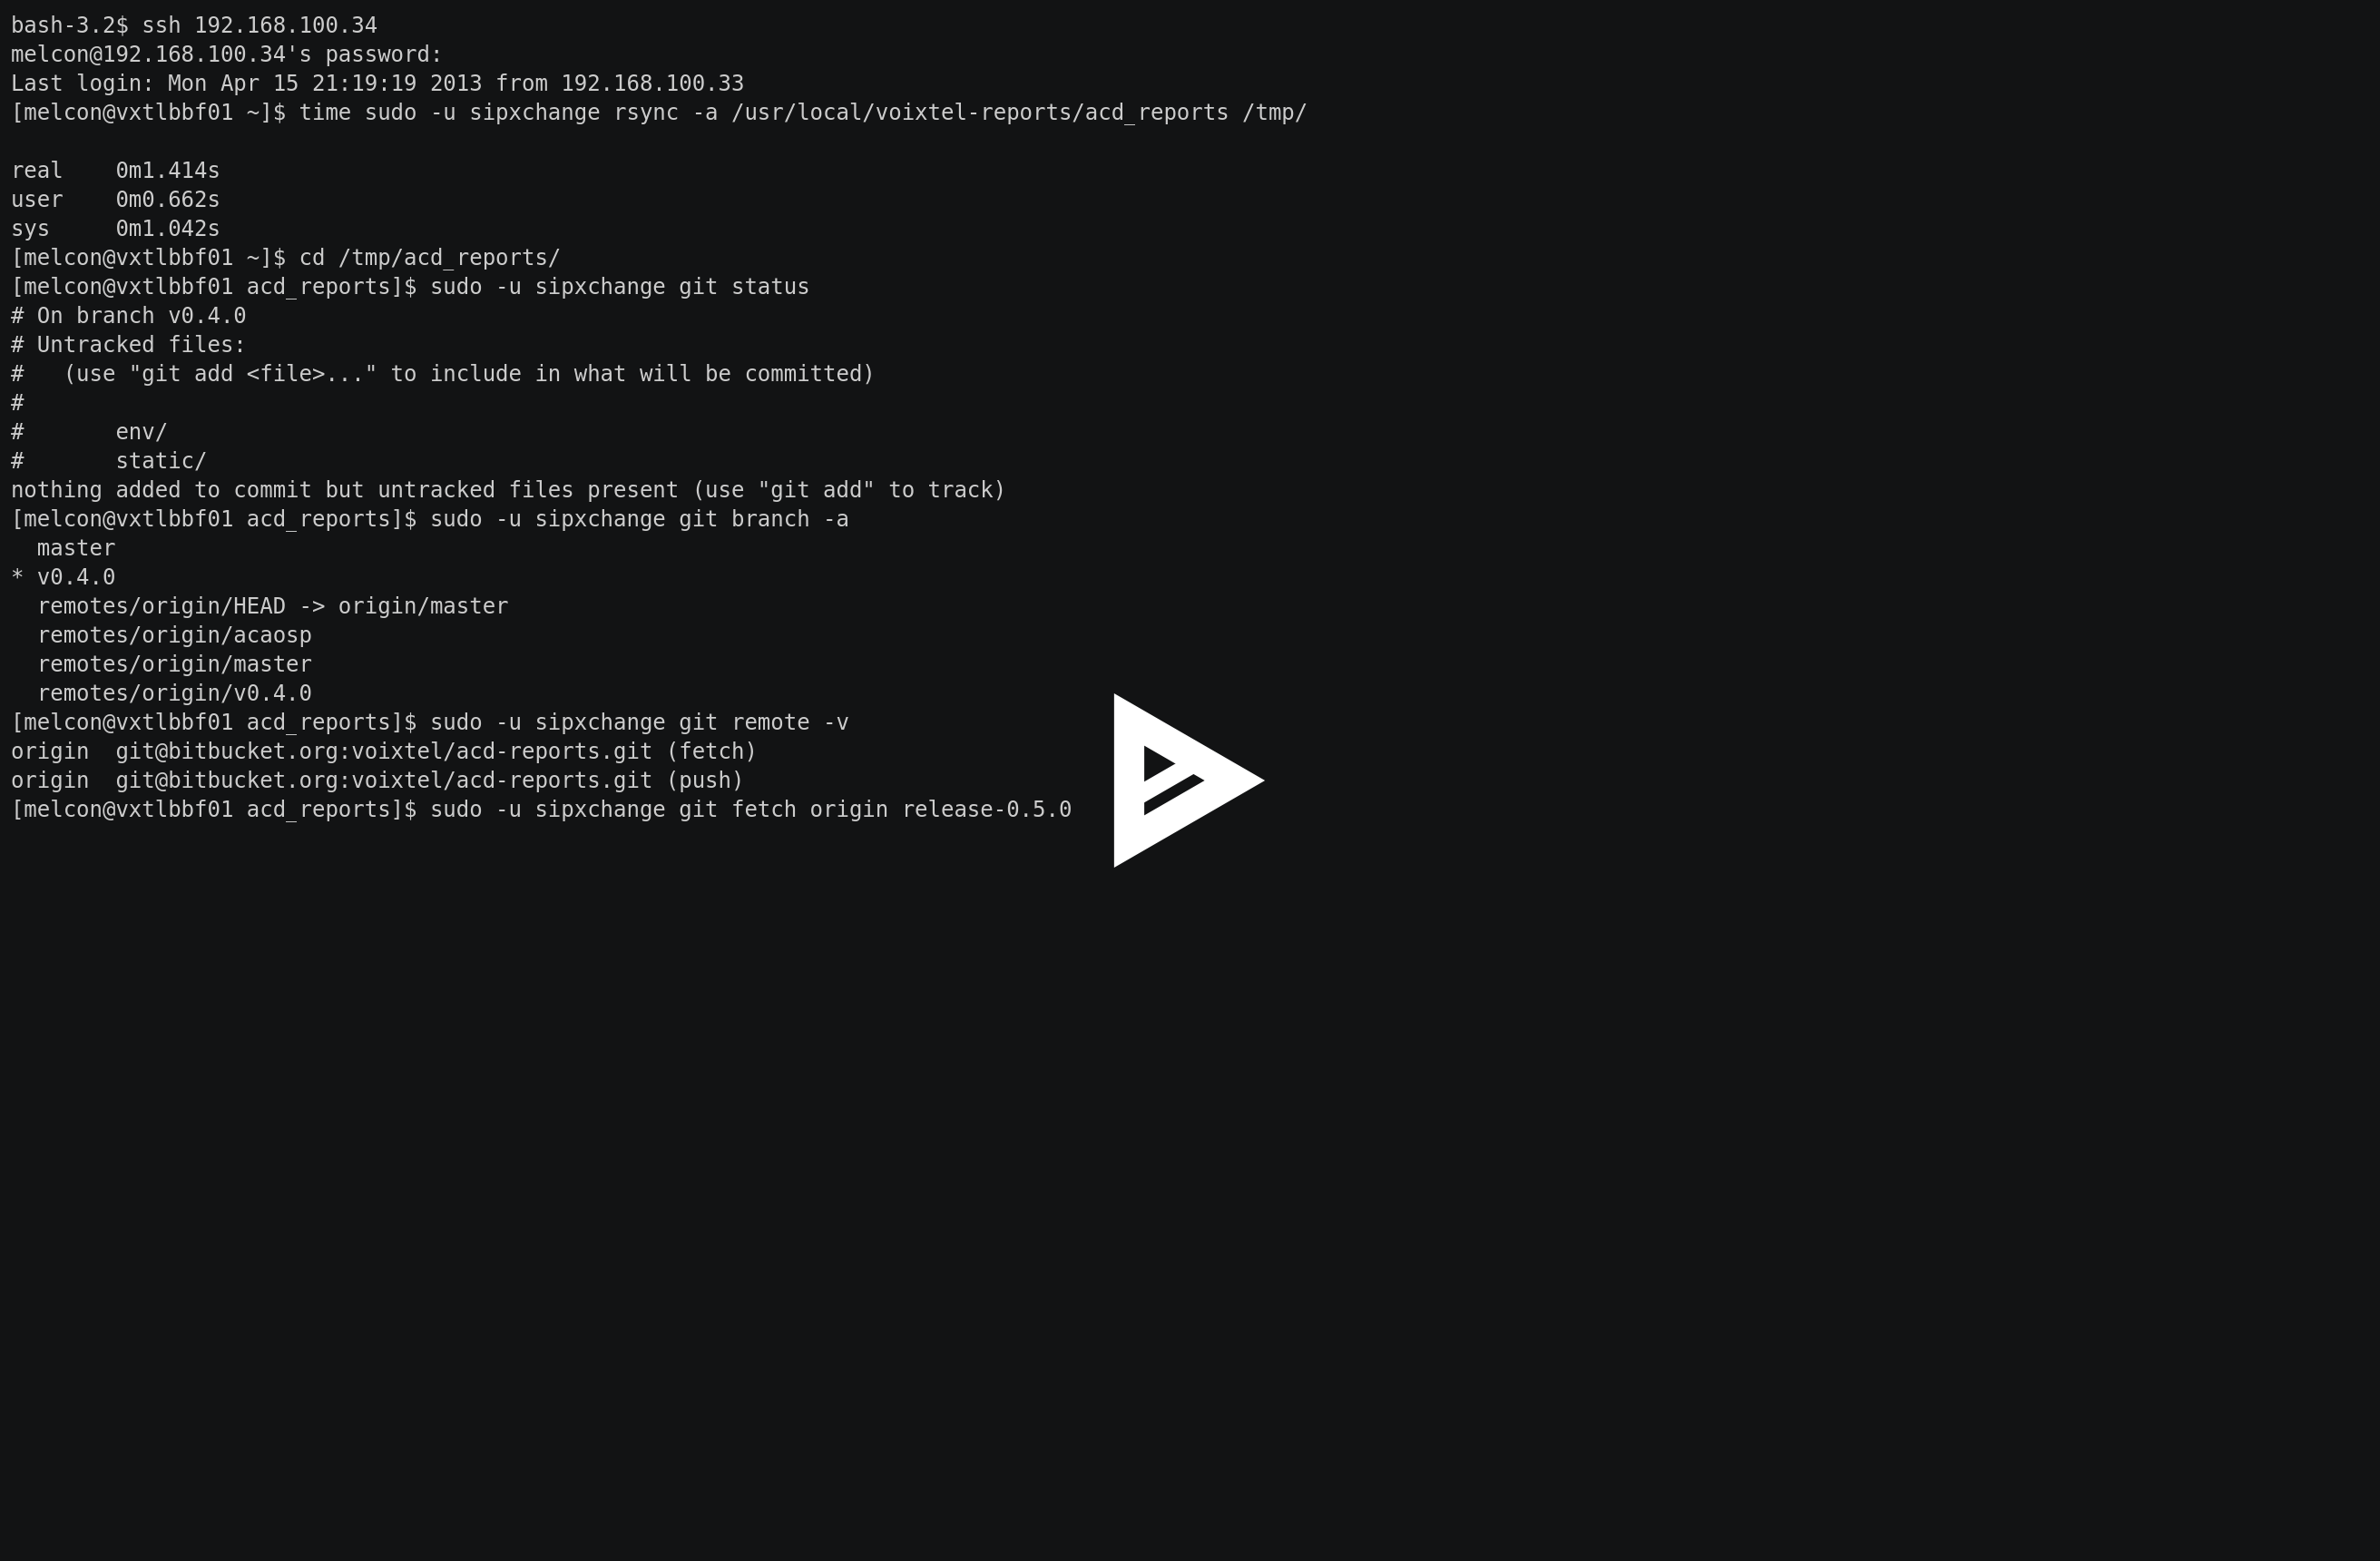 bash-3.2$ ssh 192.168.100.34
melcon@192.168.100.34's password:
Last login: Mon Apr 15 21:19:19 2013 from 192.168.100.33
[melcon@vxtlbbf01 ~]$ time sudo -u sipxchange rsync -a /usr/local/voixtel-reports/acd_reports /tmp/

real    0m1.414s
user    0m0.662s
sys     0m1.042s
[melcon@vxtlbbf01 ~]$ cd /tmp/acd_reports/
[melcon@vxtlbbf01 acd_reports]$ sudo -u sipxchange git status
# On branch v0.4.0
# Untracked files:
#   (use "git add <file>..." to include in what will be committed)
#
#       env/
#       static/
nothing added to commit but untracked files present (use "git add" to track)
[melcon@vxtlbbf01 acd_reports]$ sudo -u sipxchange git branch -a
  master
* v0.4.0
  remotes/origin/HEAD -> origin/master
  remotes/origin/acaosp
  remotes/origin/master
  remotes/origin/v0.4.0
[melcon@vxtlbbf01 acd_reports]$ sudo -u sipxchange git remote -v
origin  git@bitbucket.org:voixtel/acd-reports.git (fetch)
origin  git@bitbucket.org:voixtel/acd-reports.git (push)
[melcon@vxtlbbf01 acd_reports]$ sudo -u sipxchange git fetch origin release-0.5.0